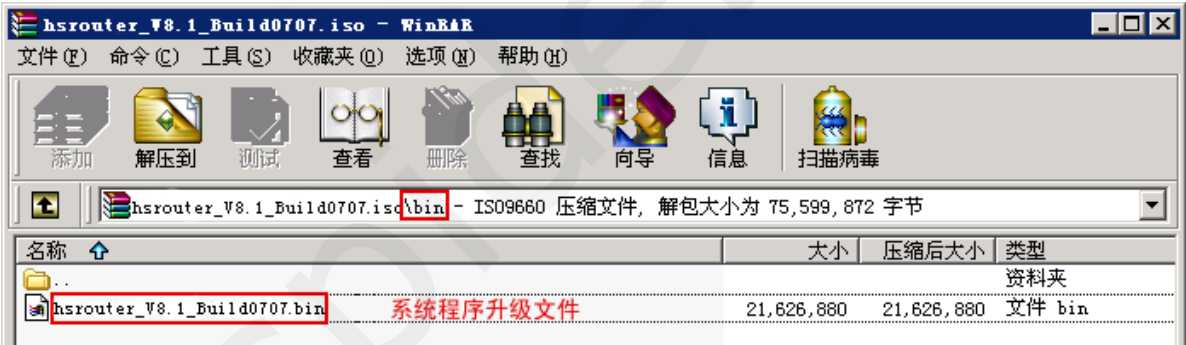 hsrouter_V8.1_Build0707.iso - WinRAR
文件(F) 命令(C) 工具(S) 收藏夹(O) 选项(N) 帮助(H)
添加 解压到 测试 查看 删除 查找 向导 信息 扫描病毒
hsrouter_V8.1_Build0707.iso\bin - ISO9660 压缩文件, 解包大小为 75,599,872 字节
名称 大小 压缩后大小 类型
.. 资料夹
hsrouter_V8.1_Build0707.bin 系统程序升级文件 21,626,880 21,626,880 文件 bin